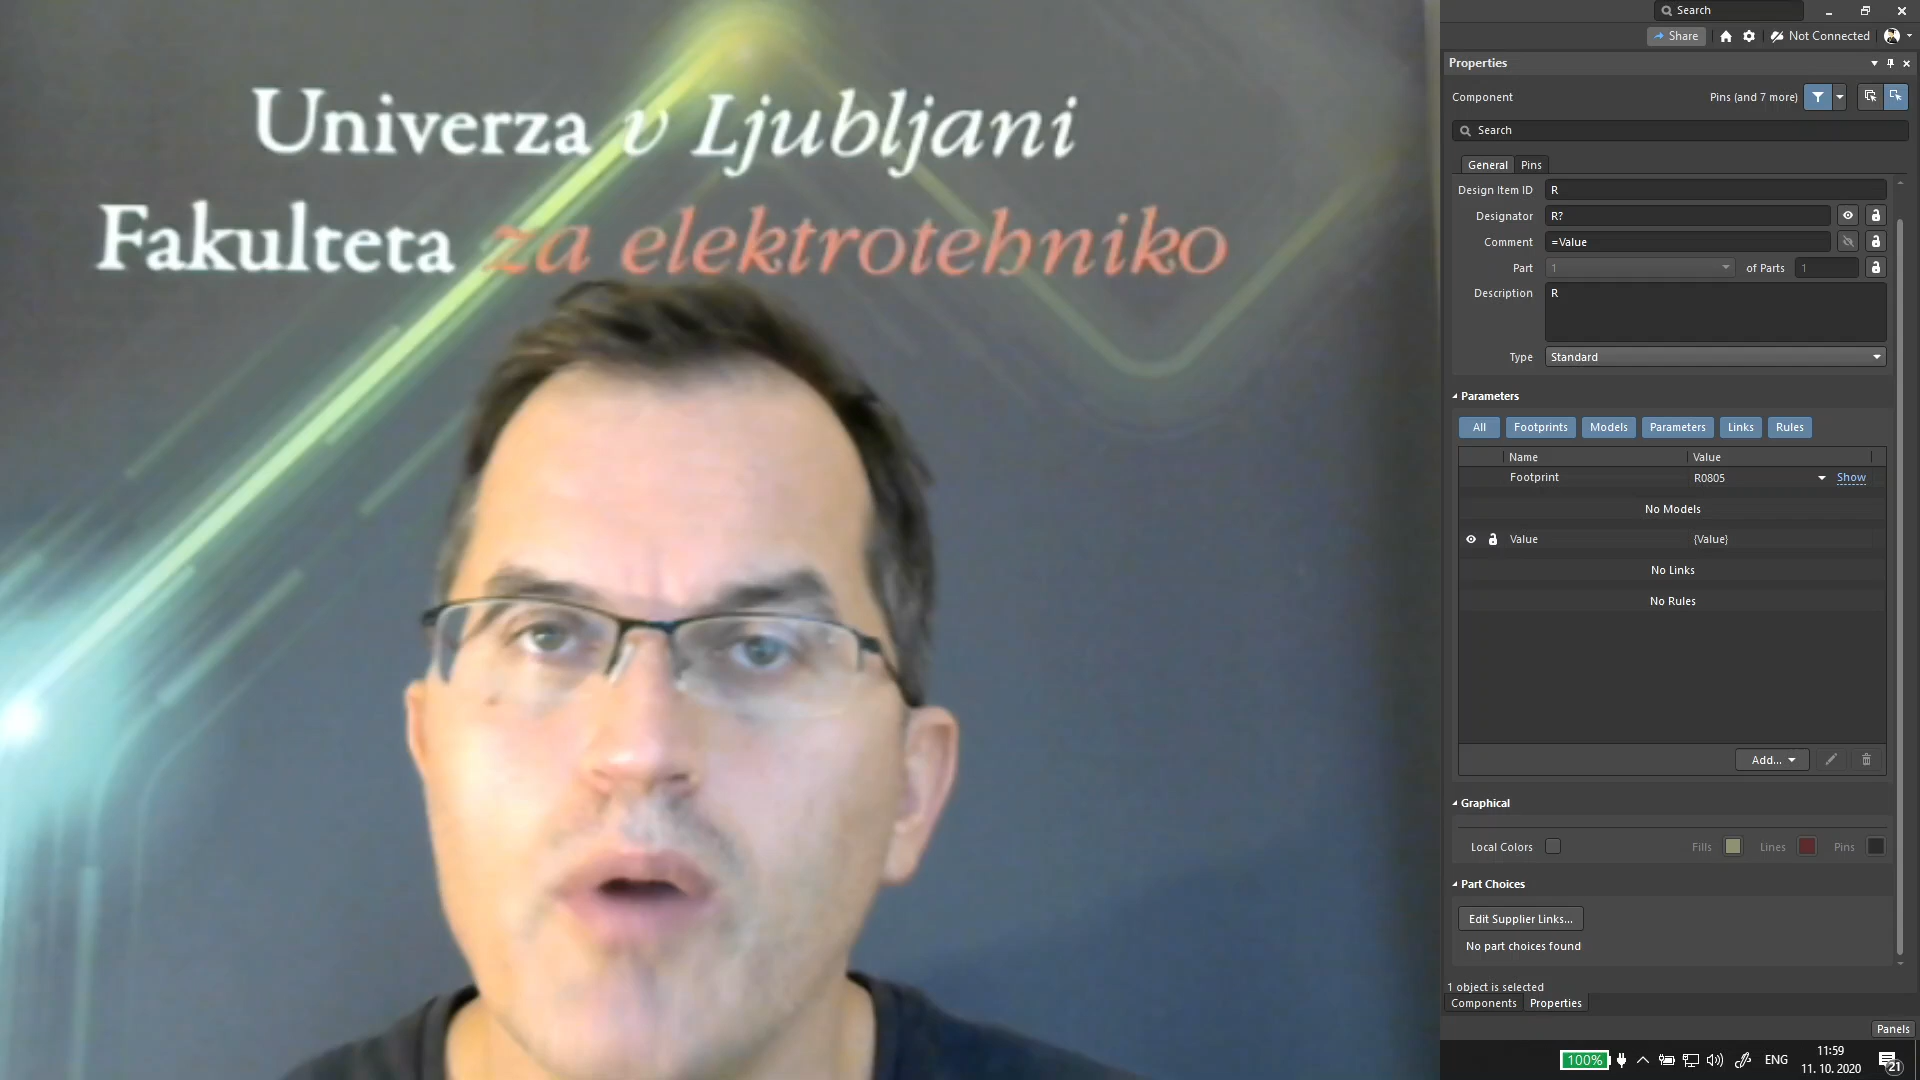 Univerza v Ljubljani
Fakulteta za elektrotehniko
Search
Share
Not Connected
Properties
Component
Pins (and 7 more)
Search
General Pins
Design Item ID R
Designator R?
Comment =Value
Part 1 of Parts 1
Description R
Type Standard
Parameters
All Footprints Models Parameters Links Rules
Name Value
Footprint R0805 Show
No Models
Value {Value}
No Links
No Rules
Add...
Graphical
Local Colors Fills Lines Pins
Part Choices
Edit Supplier Links...
No part choices found
1 object is selected
Components Properties
Panels
100% ENG 11:59
11. 10. 2020 21